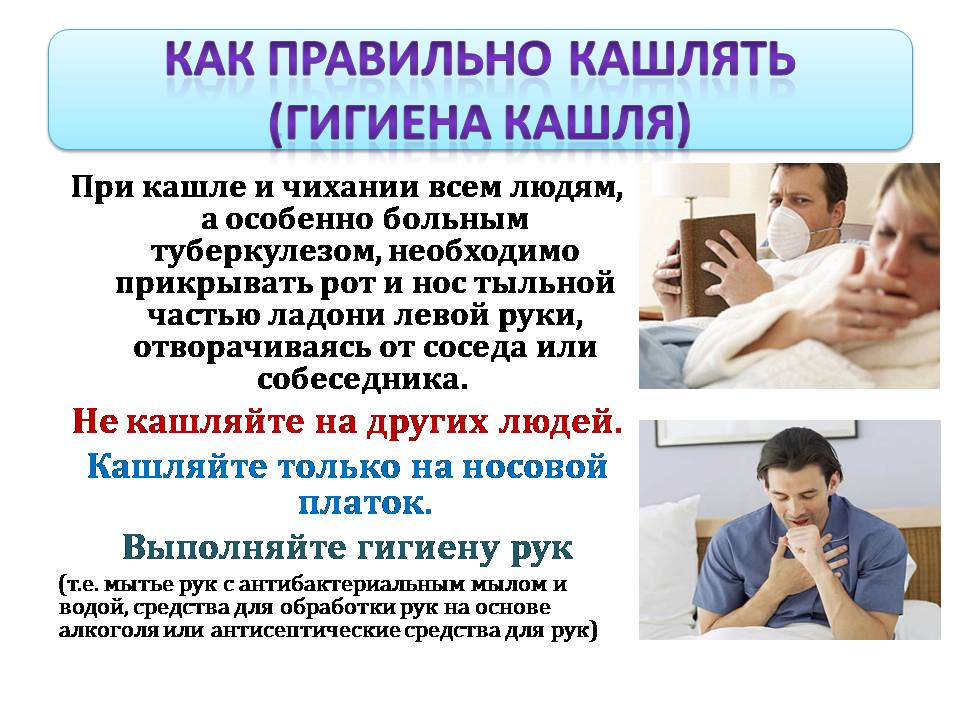 КАК ПРАВИЛЬНО КАШЛЯТЬ
(ГИГИЕНА КАШЛЯ)
При кашле и чихании всем людям,
а особенно больным
туберкулезом, необходимо
прикрывать рот и нос тыльной
частью ладони левой руки,
отворачиваясь от соседа или
собеседника.
Не кашляйте на других людей.
Кашляйте только на носовой
платок.
Выполняйте гигиену рук
(т.е. мытье рук с антибактериальным мылом и
водой, средства для обработки рук на основе
алкоголя или антисептические средства для рук)